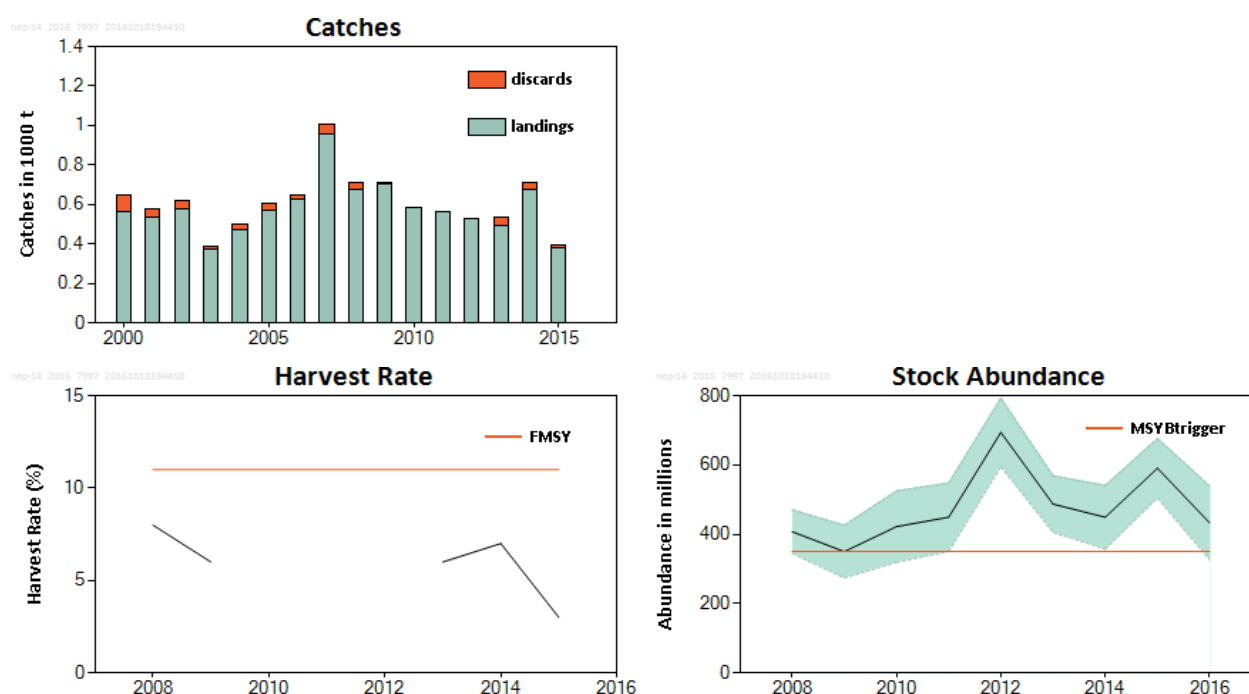 nep-14 2016 7997 20161018194410
Catches
1.4
1.2
1
0.8
0.6
0.4
0.2
0
Catches in 1000 t
discards
landings
2000 2005 2010 2015
nep-14 2016 7997 20161018194410
Harvest Rate
15
10
5
0
Harvest Rate (%)
FMSY
2008 2010 2012 2014 2016
nep-14 2016 7997 20161018194410
Stock Abundance
800
600
400
200
0
Abundance in millions
MSYBtrigger
2008 2010 2012 2014 2016